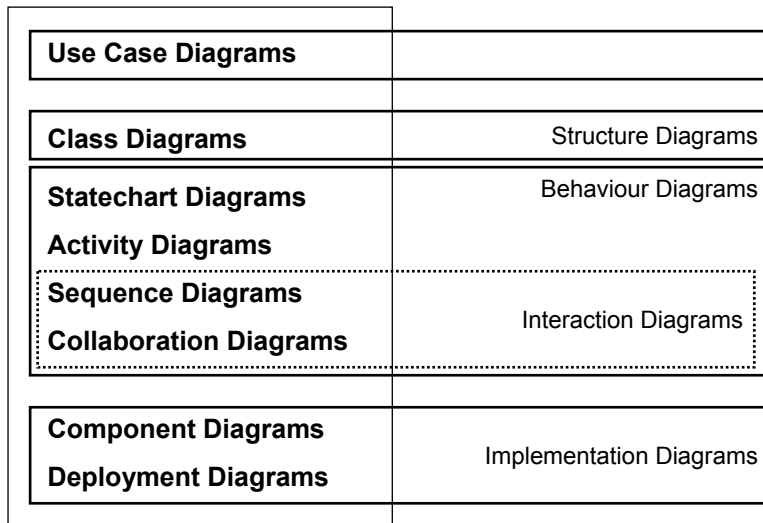 Use Case Diagrams
Class Diagrams Structure Diagrams
Statechart Diagrams Behaviour Diagrams
Activity Diagrams
Sequence Diagrams
Interaction Diagrams
Collaboration Diagrams
Component Diagrams
Implementation Diagrams
Deployment Diagrams